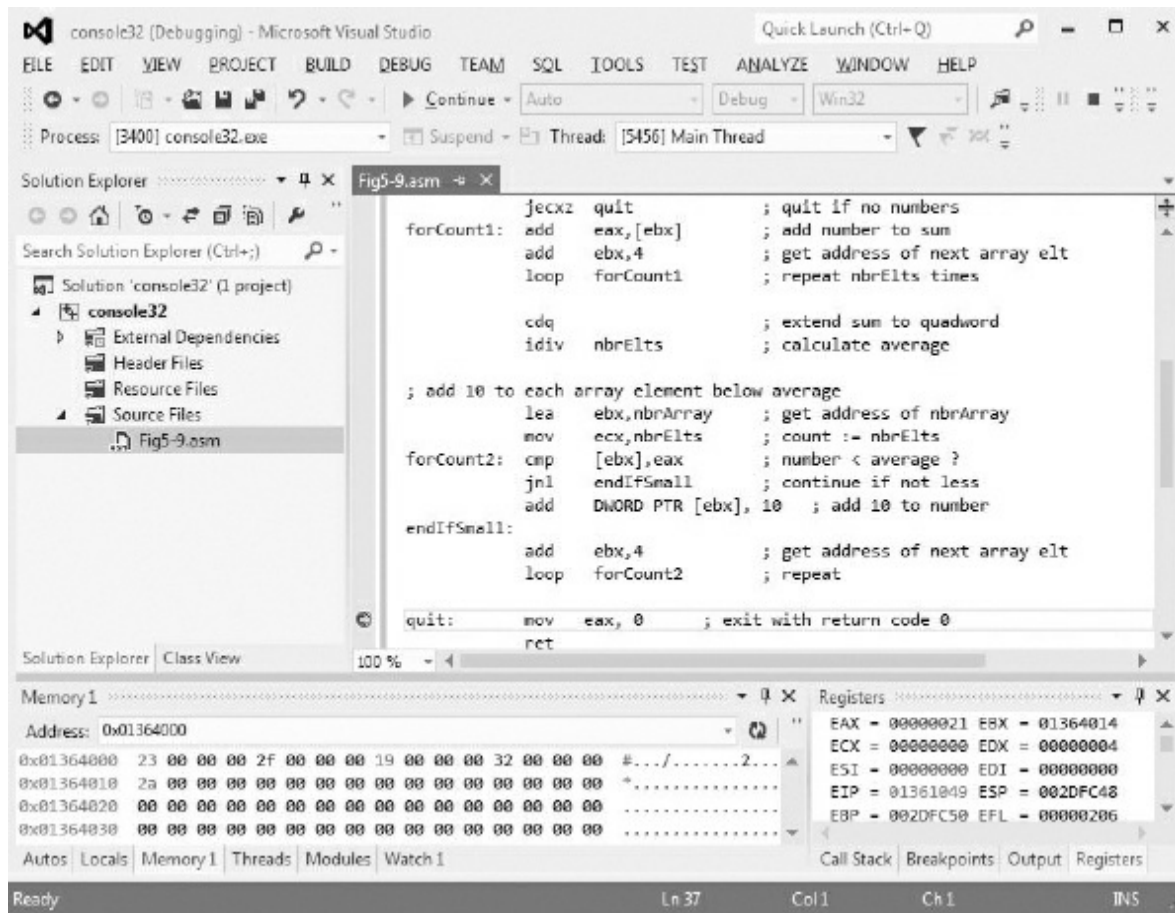 console32 (Debugging) - Microsoft Visual Studio
Quick Launch (Ctrl+Q)
FILE EDIT VIEW PROJECT BUILD DEBUG TEAM SQL TOOLS TEST ANALYZE WINDOW HELP
Continue Auto Debug Win32
Process: [3400] console32.exe Suspend Thread: [5456] Main Thread
Solution Explorer
Search Solution Explorer (Ctrl+;)
Solution 'console32' (1 project)
console32
External Dependencies
Header Files
Resource Files
Source Files
Fig5-9.asm
Solution Explorer Class View
Fig5-9.asm
jecxz quit ; quit if no numbers
forCount1: add eax,[ebx] ; add number to sum
add ebx,4 ; get address of next array elt
loop forCount1 ; repeat nbrElts times
cdq ; extend sum to quadword
idiv nbrElts ; calculate average
; add 10 to each array element below average
lea ebx,nbrArray ; get address of nbrArray
mov ecx,nbrElts ; count := nbrElts
forCount2: cmp [ebx],eax ; number < average ?
jnl endIfSmall ; continue if not less
add DWORD PTR [ebx], 10 ; add 10 to number
endIfSmall:
add ebx,4 ; get address of next array elt
loop forCount2 ; repeat
quit: mov eax, 0 ; exit with return code 0
ret
100 %
Memory 1
Address: 0x01364000
0x01364000 23 00 00 00 2f 00 00 00 19 00 00 00 32 00 00 00 #.../.......2...
0x01364010 2a 00 00 00 00 00 00 00 00 00 00 00 00 00 00 00 *...............
0x01364020 00 00 00 00 00 00 00 00 00 00 00 00 00 00 00 00 ................
0x01364030 00 00 00 00 00 00 00 00 00 00 00 00 00 00 00 00 ................
Autos Locals Memory 1 Threads Modules Watch 1
Registers
EAX = 00000021 EBX = 01364014
ECX = 00000000 EDX = 00000004
ESI = 00000000 EDI = 00000000
EIP = 01361049 ESP = 002DFC48
EBP = 002DFC50 EFL = 00000206
Call Stack Breakpoints Output Registers
Ready Ln 37 Col 1 Ch 1 INS